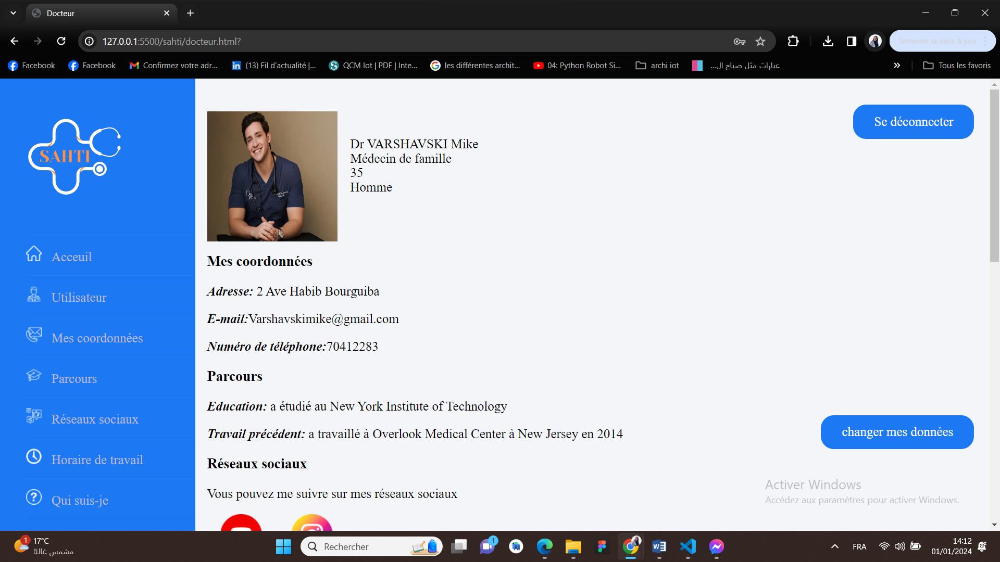 Docteur
127.0.0.1:5500/sahti/docteur.html?
Terminer la mise à jour
Facebook
Facebook
Confirmez votre adr...
(13) Fil d'actualité |...
QCM Iot | PDF | Inte...
les différentes archit...
04: Python Robot Si...
archi iot
عبارات مثل صباح ال...
Tous les favoris
SAHTI
Se déconnecter
Dr VARSHAVSKI Mike
Médecin de famille
35
Homme
Acceuil
Utilisateur
Mes coordonnées
Parcours
Réseaux sociaux
Horaire de travail
Qui suis-je
Mes coordonnées
Adresse: 2 Ave Habib Bourguiba
E-mail:Varshavskimike@gmail.com
Numéro de téléphone:70412283
Parcours
Education: a étudié au New York Institute of Technology
Travail précédent: a travaillé à Overlook Medical Center à New Jersey en 2014
changer mes données
Réseaux sociaux
Vous pouvez me suivre sur mes réseaux sociaux
Activer Windows
Accédez aux paramètres pour activer Windows.
1
17°C
مشمس غالبًا
Rechercher
1
FRA
14:12
01/01/2024